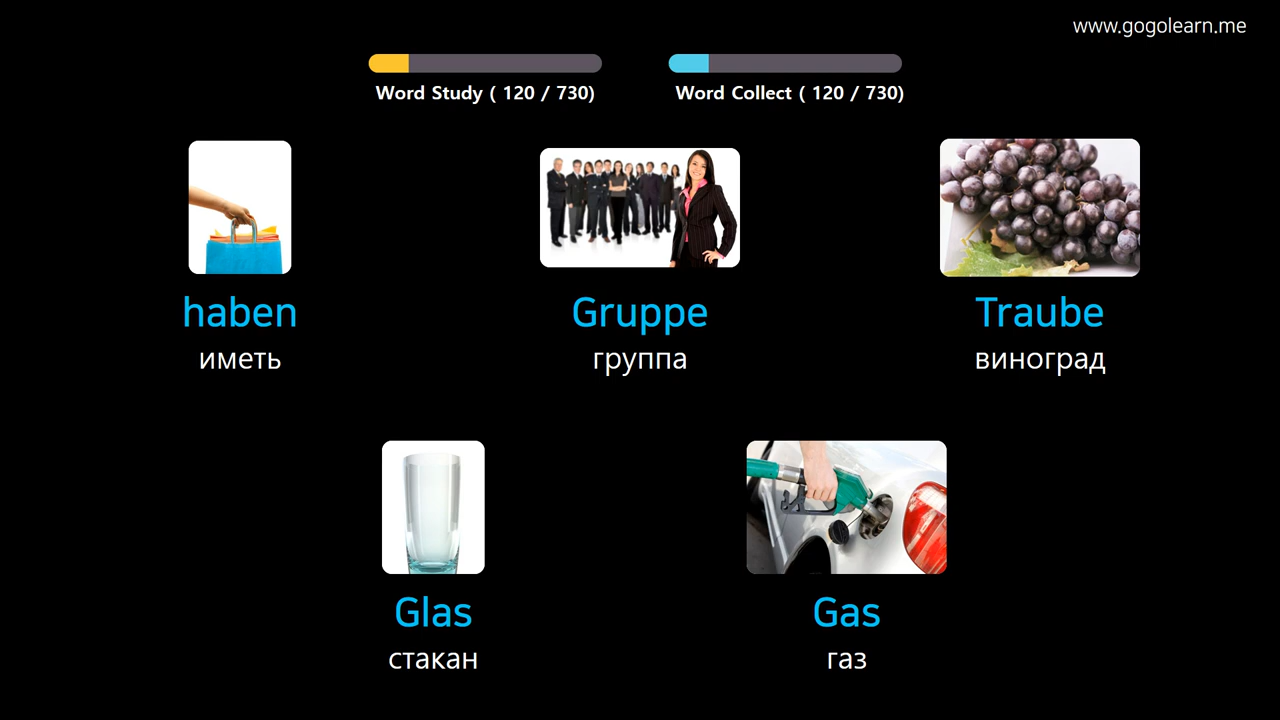 www.gogolearn.me
Word Study ( 120 / 730)
Word Collect ( 120 / 730)
haben
иметь
Gruppe
группа
Traube
виноград
Glas
стакан
Gas
газ